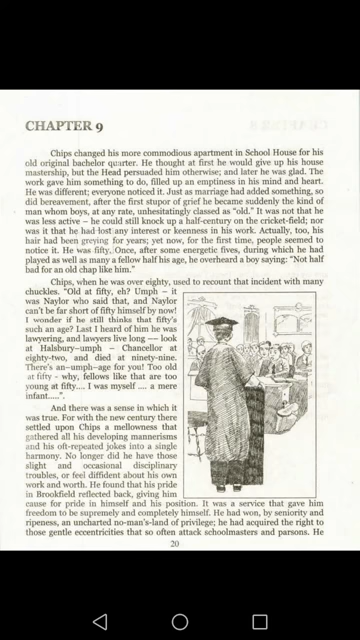 CHAPTER 9
Chips changed his more commodious apartment in School House for his
old original bachelor quarter. He thought at first he would give up his house
mastership, but the Head persuaded him otherwise; and later he was glad. The
work gave him something to do, filled up an emptiness in his mind and heart.
He was different; everyone noticed it. Just as marriage had added something, so
did bereavement, after the first stupor of grief he became suddenly the kind of
man whom boys, at any rate, unhesitatingly classed as "old." It was not that he
was less active – he could still knock up a half-century on the cricket-field; nor
was it that he had lost any interest or keenness in his work. Actually, too, his
hair had been greying for years; yet now, for the first time, people seemed to
notice it. He was fifty. Once, after some energetic fives, during which he had
played as well as many a fellow half his age, he overheard a boy saying: "Not half
bad for an old chap like him."
Chips, when he was over eighty, used to recount that incident with many
chuckles. "Old at fifty, eh? Umph – it
was Naylor who said that, and Naylor
can't be far short of fifty himself by now!
I wonder if he still thinks that fifty's
such an age? Last I heard of him he was
lawyering, and lawyers live long — look
at Halsbury–umph – Chancellor at
eighty-two, and died at ninety-nine.
There's an–umph–age for you! Too old
at fifty - why, fellows like that are too
young at fifty.... I was myself .... a mere
infant.....".
And there was a sense in which it
was true. For with the new century there
settled upon Chips a mellowness that
gathered all his developing mannerisms
and his oft-repeated jokes into a single
harmony. No longer did he have those
slight and occasional disciplinary
troubles, or feel diffident about his own
work and worth. He found that his pride
in Brookfield reflected back, giving him
cause for pride in himself and his position. It was a service that gave him
freedom to be supremely and completely himself. He had won, by seniority and
ripeness, an uncharted no-man's-land of privilege; he had acquired the right to
those gentle eccentricities that so often attack schoolmasters and parsons. He
20